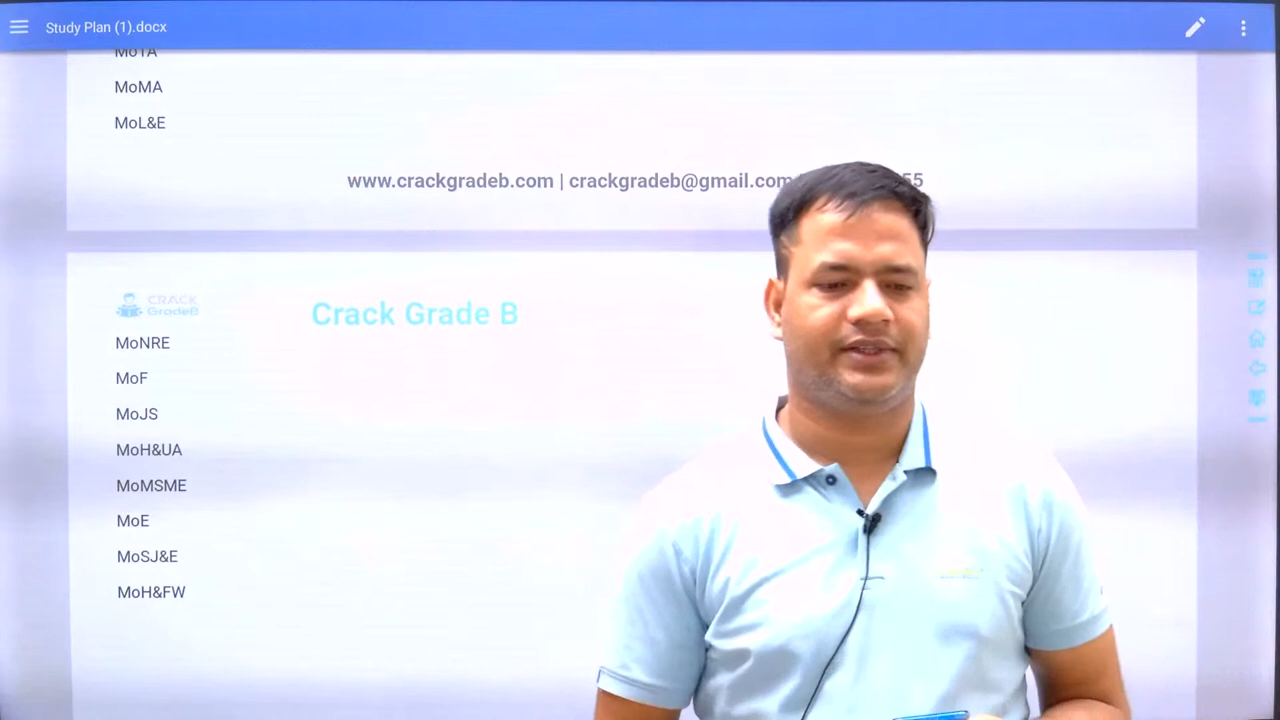 Study Plan (1).docx
MoTA
MoMA
MoL&E
www.crackgradeb.com | crackgradeb@gmail.com
55
CRACK
GradeB
Crack Grade B
MoNRE
MoF
MoJS
MoH&UA
MoMSME
MoE
MoSJ&E
MoH&FW